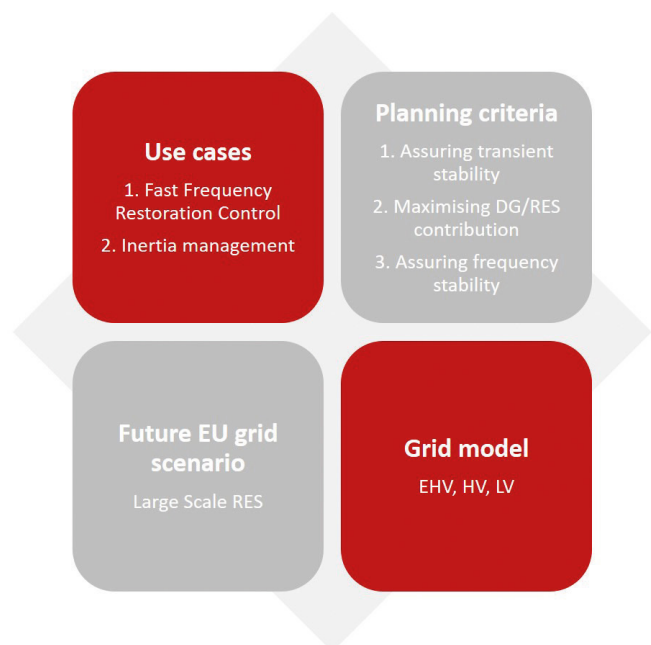 Use cases
1. Fast Frequency
Restoration Control
2. Inertia management
Planning criteria
1. Assuring transient
stability
2. Maximising DG/RES
contribution
3. Assuring frequency
stability
Future EU grid
scenario
Large Scale RES
Grid model
EHV, HV, LV